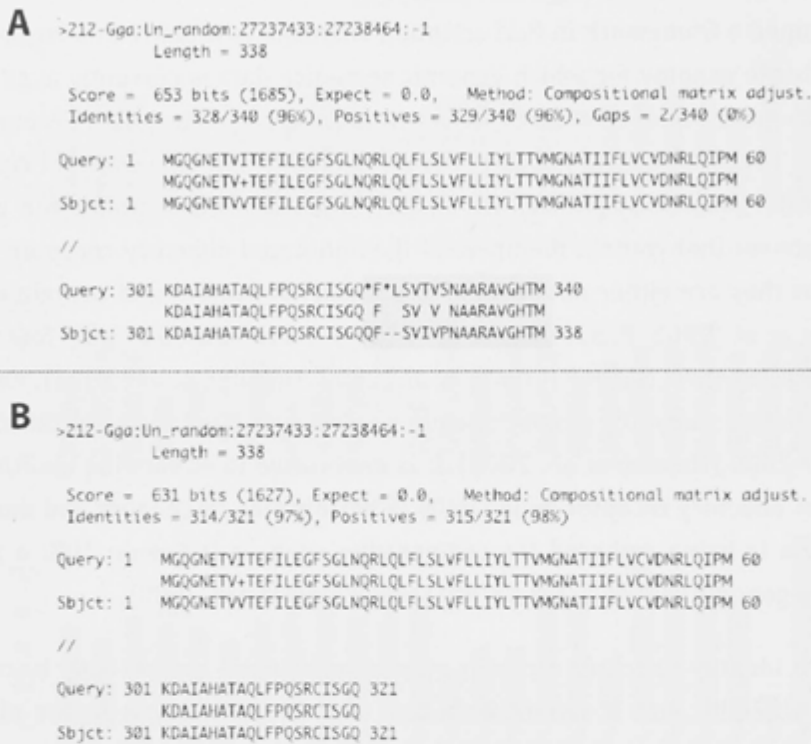 A
>212-Gga:Un_random:27237433:27238464:-1
Length = 338
Score = 653 bits (1685), Expect = 0.0, Method: Compositional matrix adjust.
Identities = 328/340 (96%), Positives = 329/340 (96%), Gaps = 2/340 (0%)
Query: 1 MGQGNETVITEFILEGFSGLNQRLQLFLSLVFLLIYLTTVMGNATIIFLVCVDNRLQIPM 60
MGQGNETV+TEFILEGFSGLNQRLQLFLSLVFLLIYLTTVMGNATIIFLVCVDNRLQIPM
Sbjct: 1 MGQGNETVVTEFILEGFSGLNQRLQLFLSLVFLLIYLTTVMGNATIIFLVCVDNRLQIPM 60
//
Query: 301 KDAIAHATAQLFPQSRCISGQ*F*LSVTVSNAARAVGHTM 340
KDAIAHATAQLFPQSRCISGQ F SV V NAARAVGHTM
Sbjct: 301 KDAIAHATAQLFPQSRCISGQQF--SVIVPNAARAVGHTM 338
B
>212-Gga:Un_random:27237433:27238464:-1
Length = 338
Score = 631 bits (1627), Expect = 0.0, Method: Compositional matrix adjust.
Identities = 314/321 (97%), Positives = 315/321 (98%)
Query: 1 MGQGNETVITEFILEGFSGLNQRLQLFLSLVFLLIYLTTVMGNATIIFLVCVDNRLQIPM 60
MGQGNETV+TEFILEGFSGLNQRLQLFLSLVFLLIYLTTVMGNATIIFLVCVDNRLQIPM
Sbjct: 1 MGQGNETVVTEFILEGFSGLNQRLQLFLSLVFLLIYLTTVMGNATIIFLVCVDNRLQIPM 60
//
Query: 301 KDAIAHATAQLFPQSRCISGQ 321
KDAIAHATAQLFPQSRCISGQ
Sbjct: 301 KDAIAHATAQLFPQSRCISGQ 321